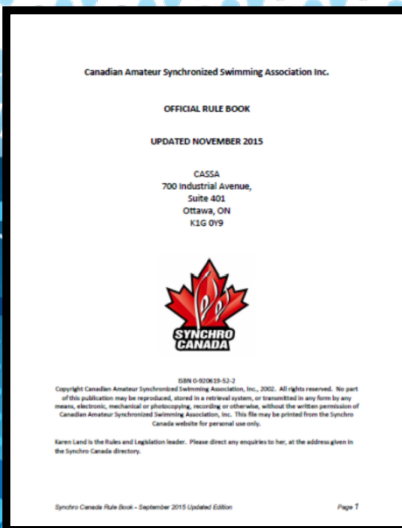 Canadian Amateur Synchronized Swimming Association Inc.
OFFICIAL RULE BOOK
UPDATED NOVEMBER 2015
CASSA
700 Industrial Avenue,
Suite 401
Ottawa, ON
K1G 0Y9
SYNCHRO
CANADA
ISBN 0-920619-52-2
Copyright Canadian Amateur Synchronized Swimming Association, Inc., 2002. All rights reserved. No part
of this publication may be reproduced, stored in a retrieval system, or transmitted in any form by any
means, electronic, mechanical or photocopying, recording or otherwise, without the written permission of
Canadian Amateur Synchronized Swimming Association, Inc. This file may be printed from the Synchro
Canada website for personal use only.
Karen Land is the Rules and Legislation leader. Please direct any enquiries to her, at the address given in
the Synchro Canada directory.
Synchro Canada Rule Book - September 2015 Updated Edition Page 1